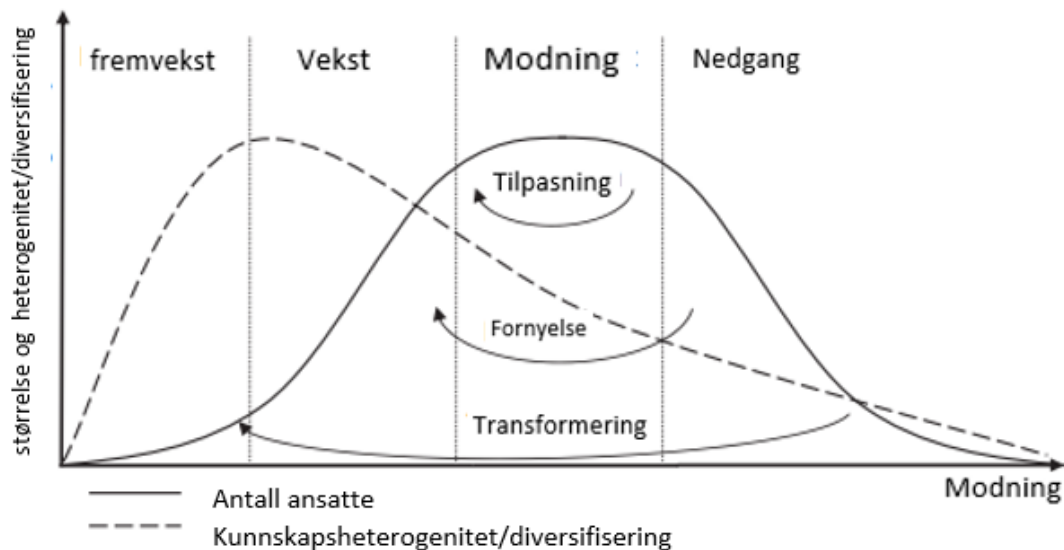 størrelse og heterogenitet/diversifisering
fremvekst
Vekst
Modning
Nedgang
Tilpasning
Fornyelse
Transformering
Modning
Antall ansatte
Kunnskapsheterogenitet/diversifisering